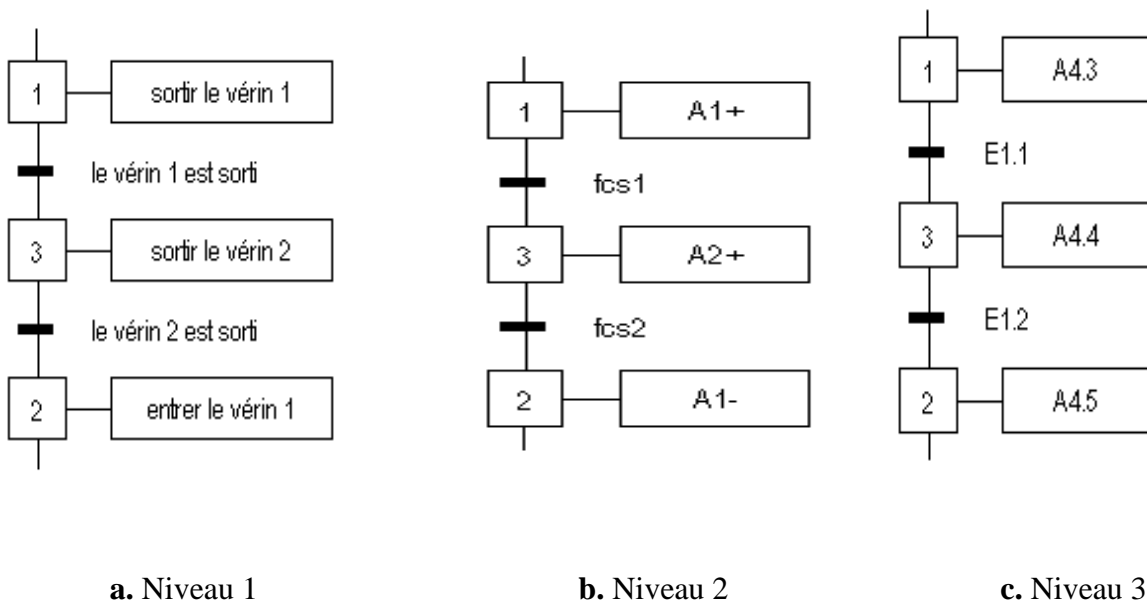 1
sortir le vérin 1
le vérin 1 est sorti
3
sortir le vérin 2
le vérin 2 est sorti
2
entrer le vérin 1
1
A1+
fcs1
3
A2+
fcs2
2
A1-
1
A4.3
E1.1
3
A4.4
E1.2
2
A4.5
a. Niveau 1
b. Niveau 2
c. Niveau 3